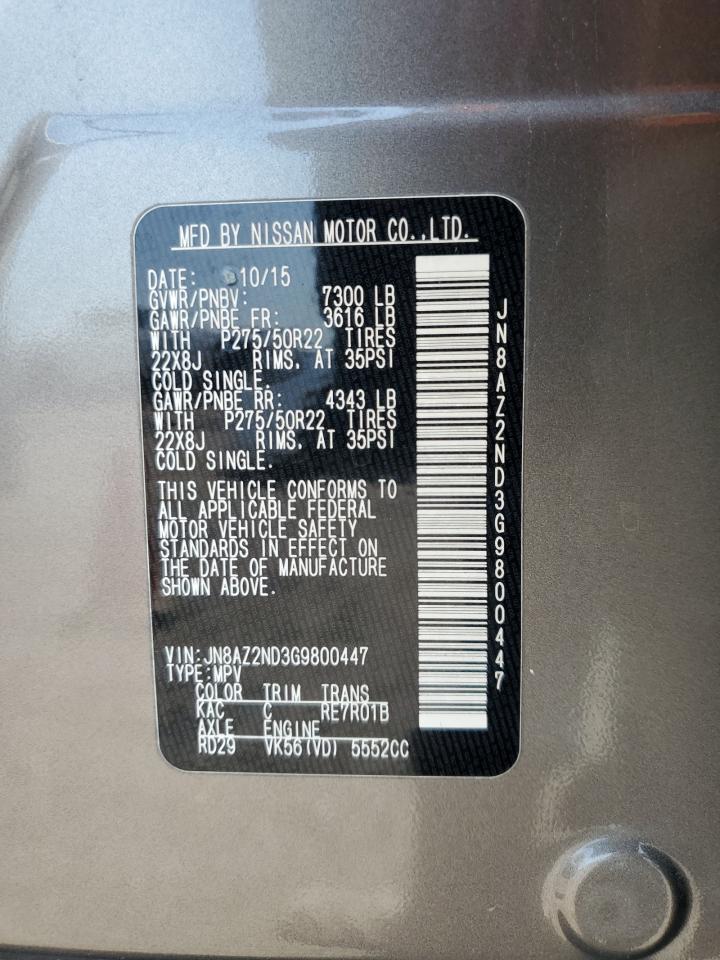 MFD BY NISSAN MOTOR CO.,LTD.
DATE: 10/15
GVWR/PNBV: 7300 LB
GAWR/PNBE FR: 3616 LB
WITH P275/50R22 TIRES
22X8J RIMS. AT 35PSI
COLD SINGLE.
GAWR/PNBE RR: 4343 LB
WITH P275/50R22 TIRES
22X8J RIMS. AT 35PSI
COLD SINGLE.
THIS VEHICLE CONFORMS TO
ALL APPLICABLE FEDERAL
MOTOR VEHICLE SAFETY
STANDARDS IN EFFECT ON
THE DATE OF MANUFACTURE
SHOWN ABOVE.
VIN:JN8AZ2ND3G9800447
TYPE:MPV
COLOR TRIM TRANS
KAC C RE7R01B
AXLE ENGINE
RD29 VK56(VD) 5552CC
JN8AZ2ND3G9800447